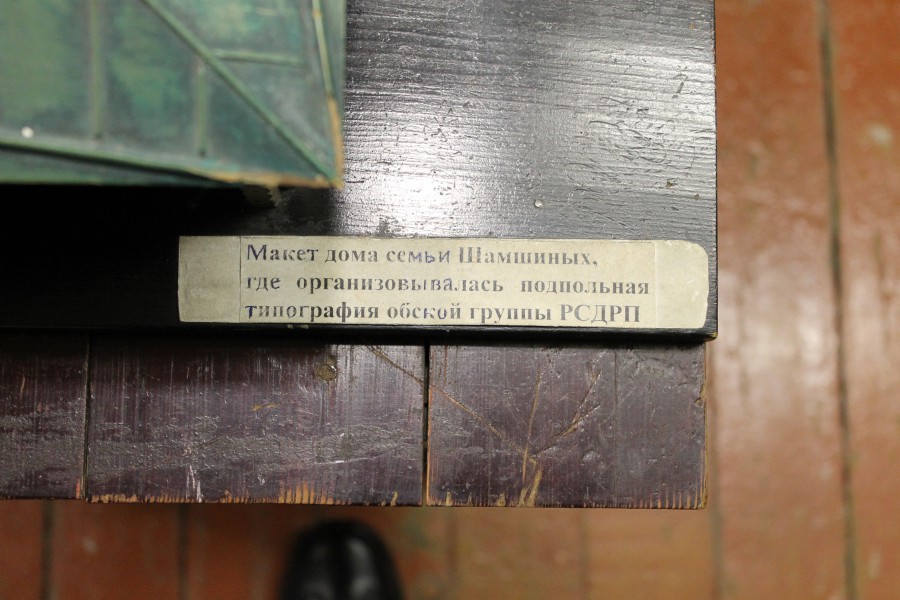 Макет дома семьи Шамшиных,
где организовывалась подпольная
типография обской группы РСДРП